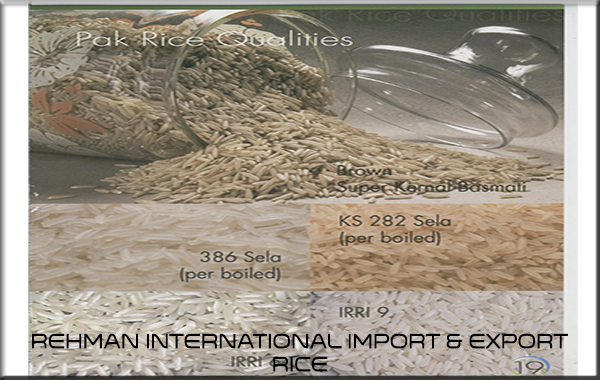 Pak Rice Qualities
Brown
Super Kernal Basmati
386 Sela
(per boiled)
KS 282 Sela
(per boiled)
IRRI 9
IRRI
REHMAN INTERNATIONAL IMPORT & EXPORT
RICE
19